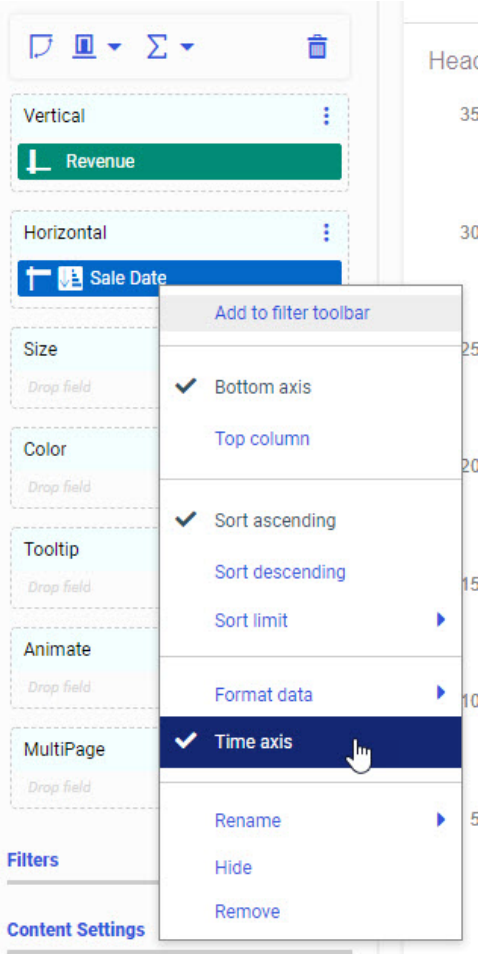 Vertical
Revenue
Horizontal
Sale Date
Size
Drop field
Color
Drop field
Tooltip
Drop field
Animate
Drop field
MultiPage
Drop field
Filters
Content Settings
Add to filter toolbar
Bottom axis
Top column
Sort ascending
Sort descending
Sort limit
Format data
Time axis
Rename
Hide
Remove
Head
35
30
25
20
15
10
5